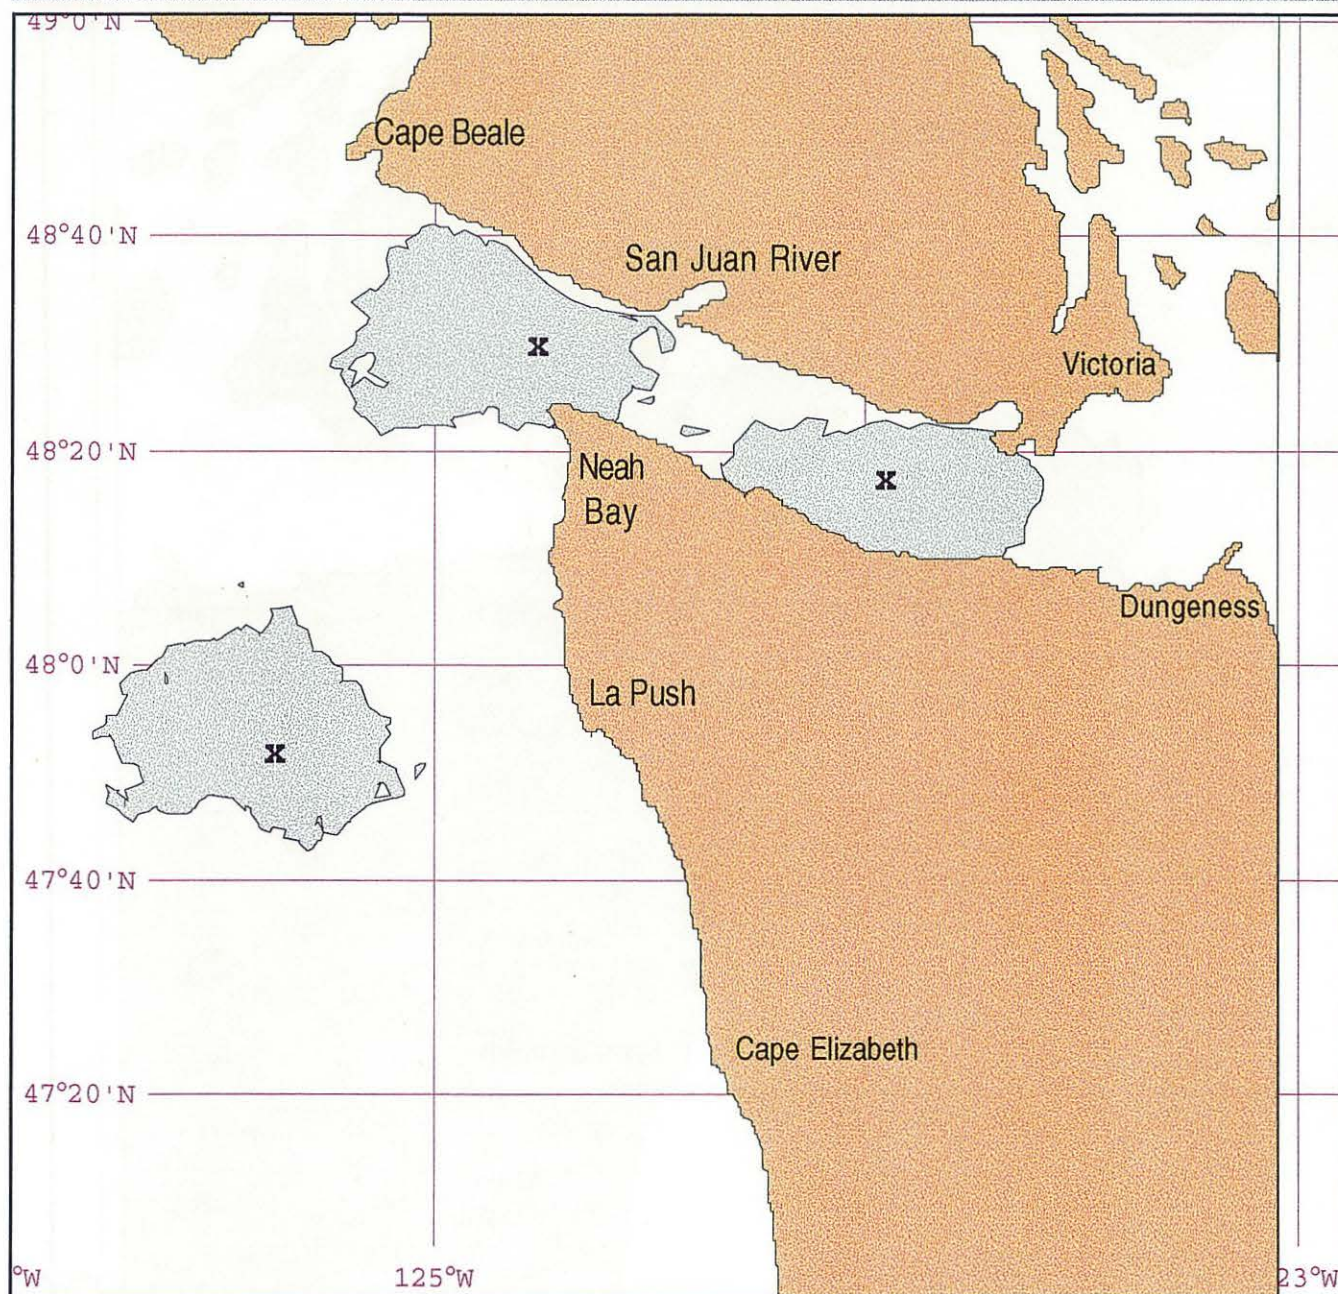 49°0'N
Cape Beale
48°40'N
San Juan River
x
Victoria
48°20'N
Neah
Bay
x
Dungeness
48°0'N
La Push
x
47°40'N
Cape Elizabeth
47°20'N
°W
125°W
23°W